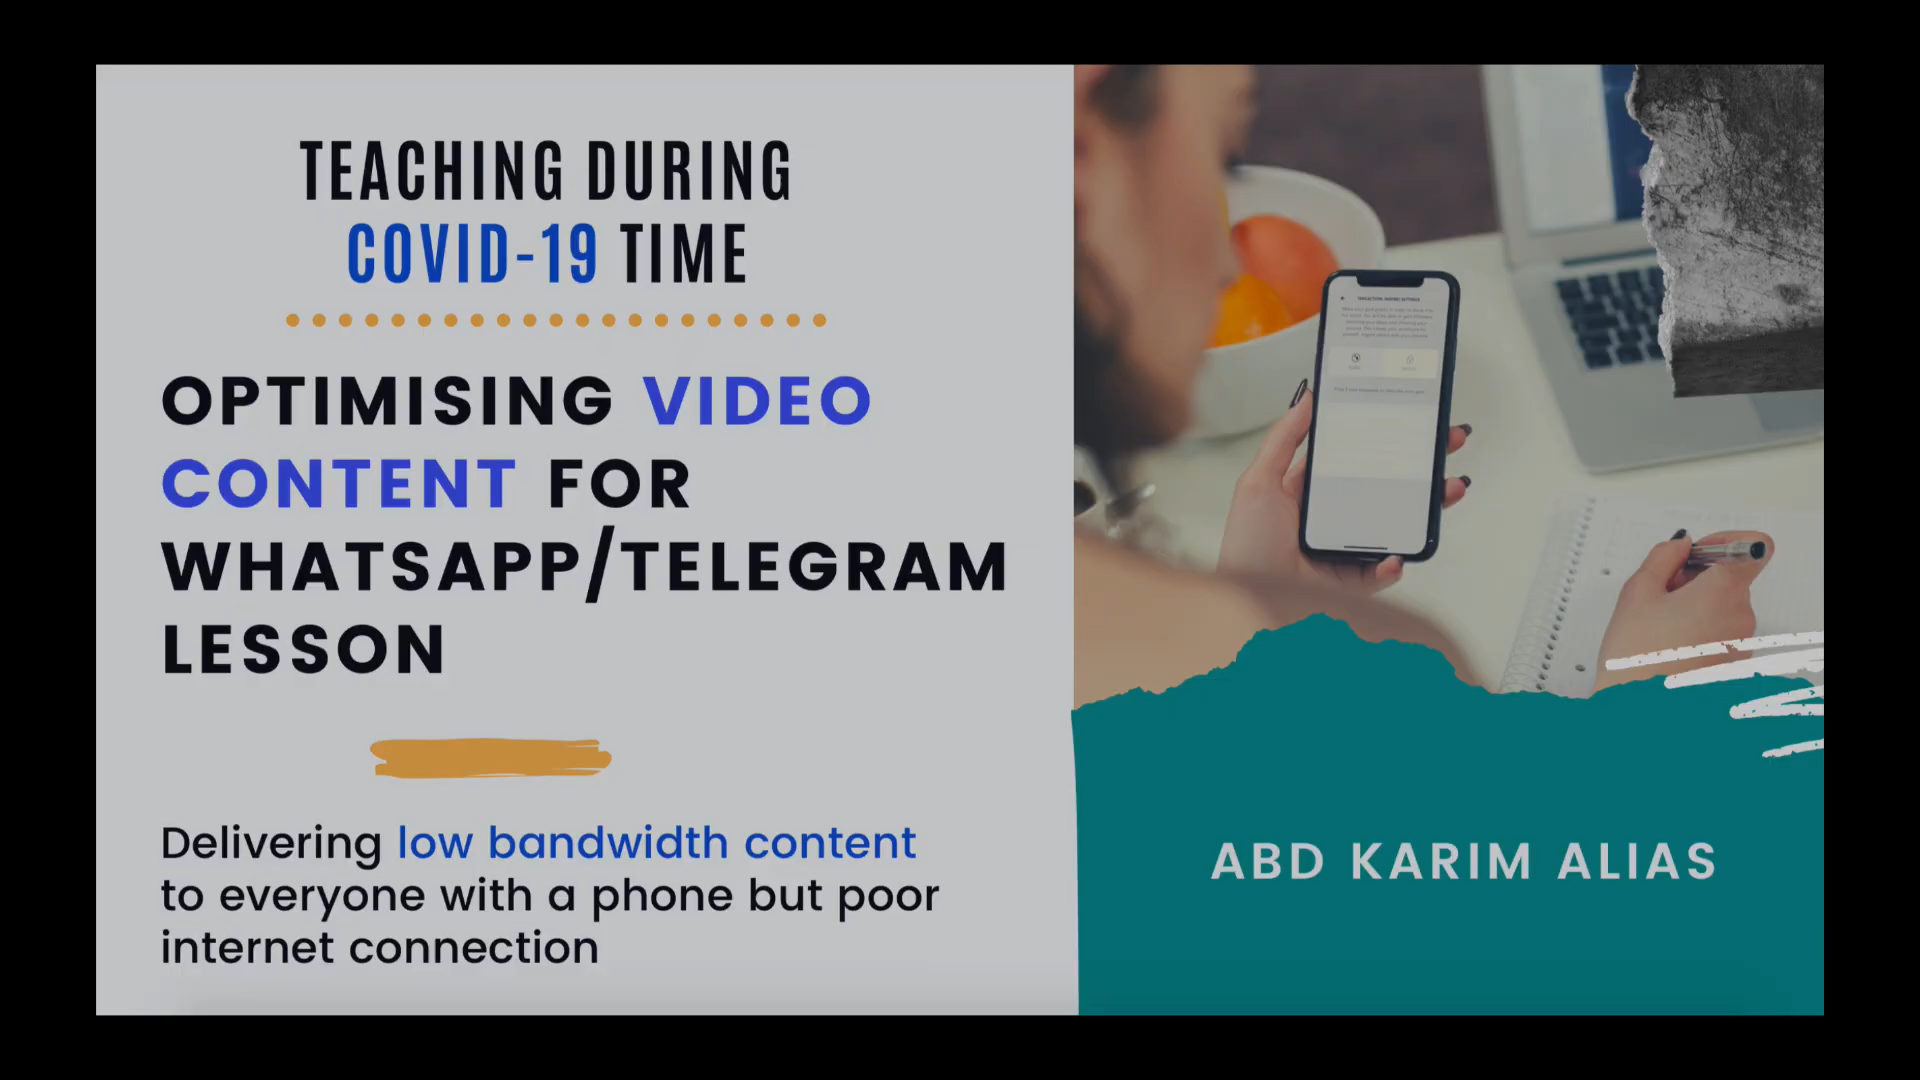 TEACHING DURING
COVID-19 TIME
OPTIMISING VIDEO
CONTENT FOR
WHATSAPP/TELEGRAM
LESSON
Delivering low bandwidth content
to everyone with a phone but poor
internet connection
ABD KARIM ALIAS